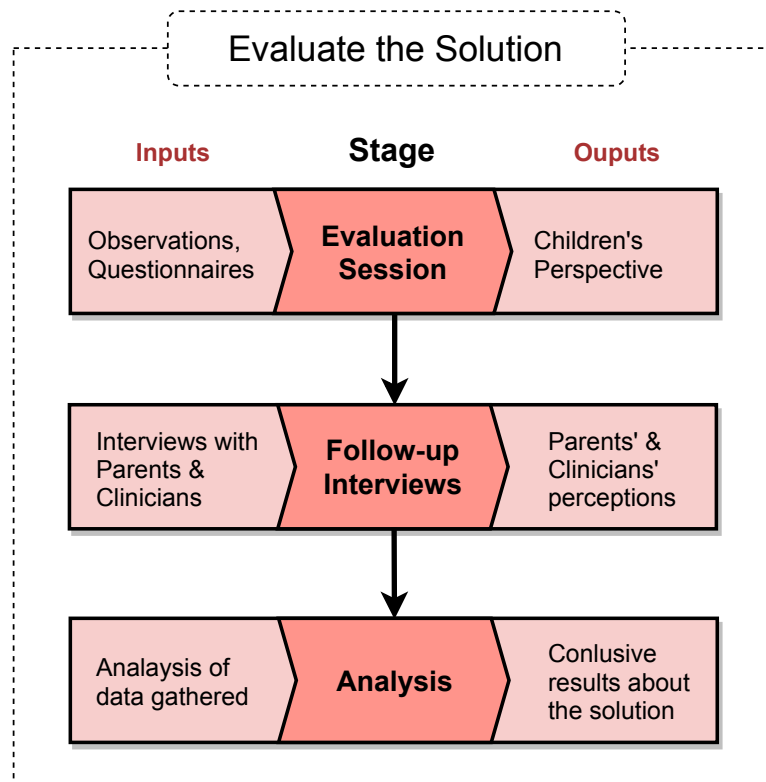 Evaluate the Solution
Inputs
Stage
Ouputs
Observations,
Questionnaires
Evaluation
Session
Children's
Perspective
Interviews with
Parents &
Clinicians
Follow-up
Interviews
Parents' &
Clinicians'
perceptions
Analaysis of
data gathered
Analysis
Conlusive
results about
the solution